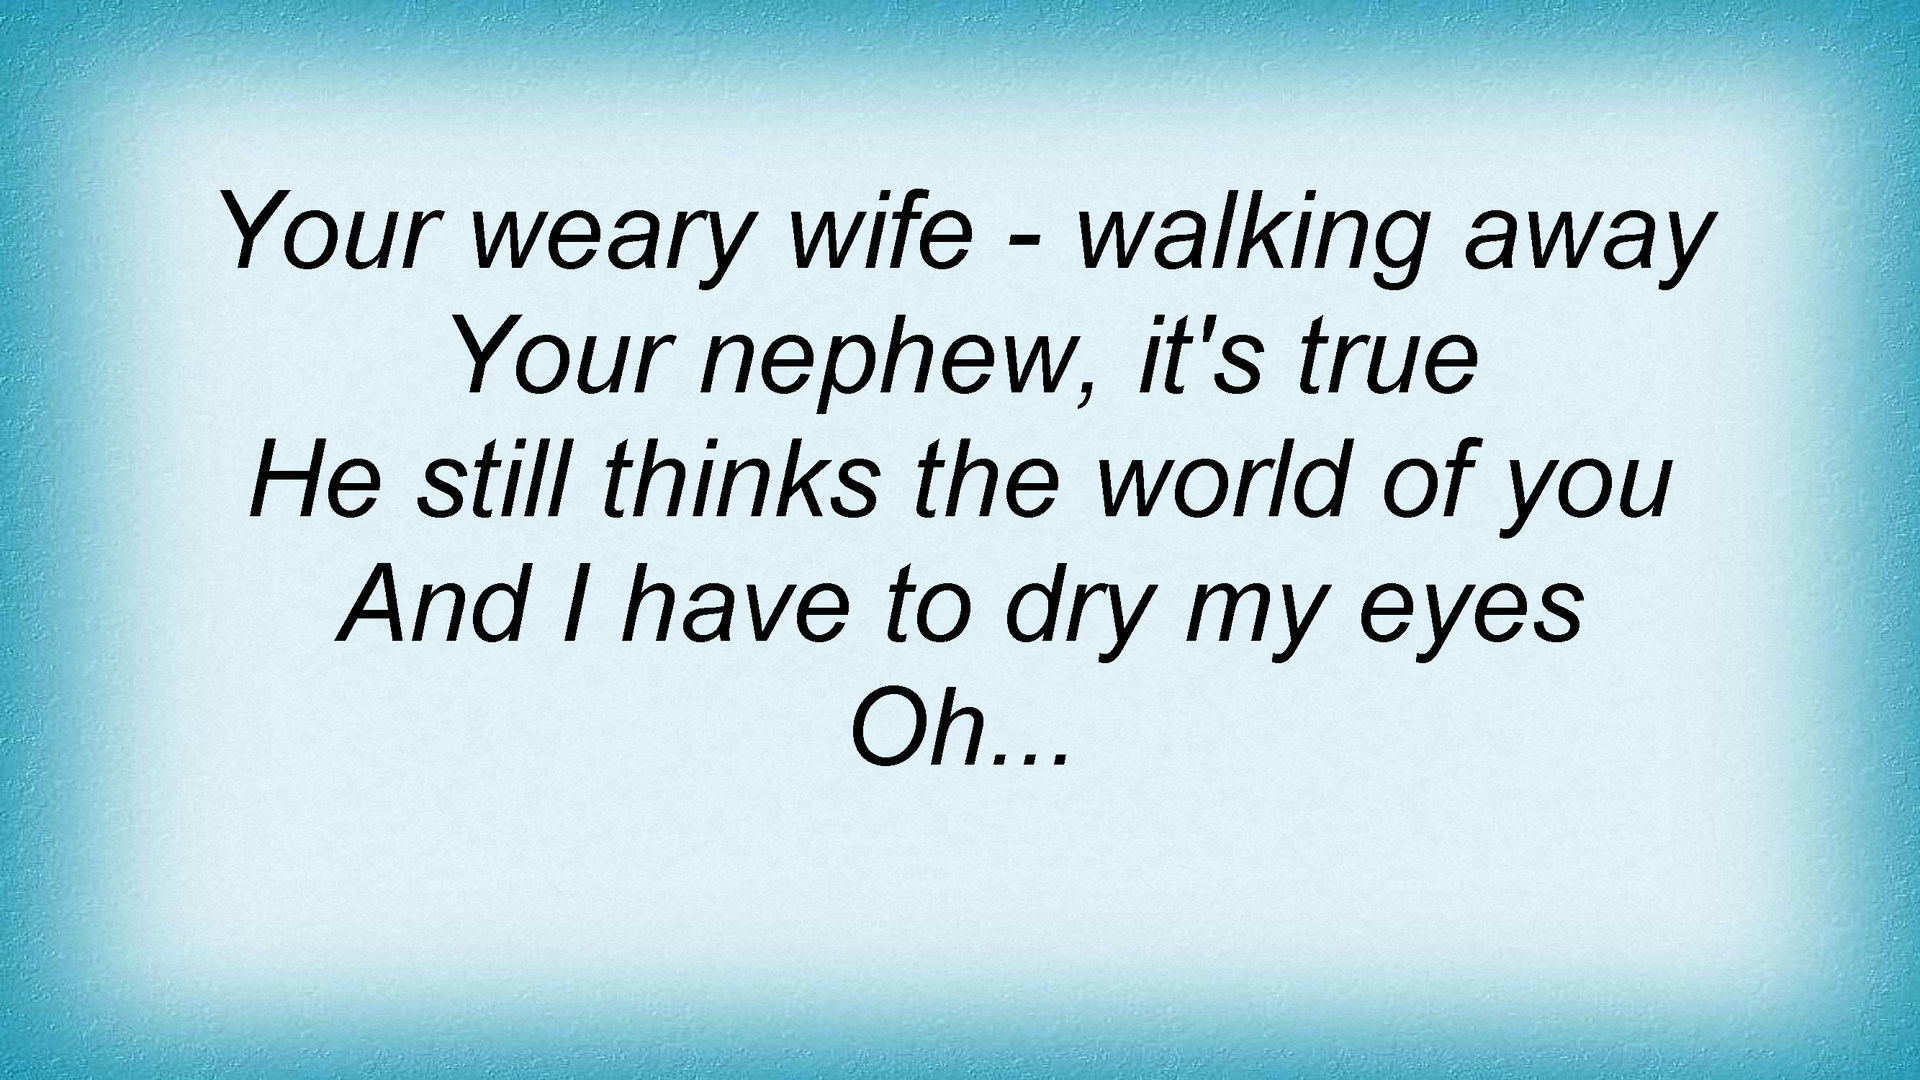 Your weary wife - walking away
Your nephew, it's true
He still thinks the world of you
And I have to dry my eyes
Oh...